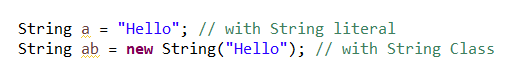 String a = "Hello"; // with String literal
String ab = new String("Hello"); // with String Class